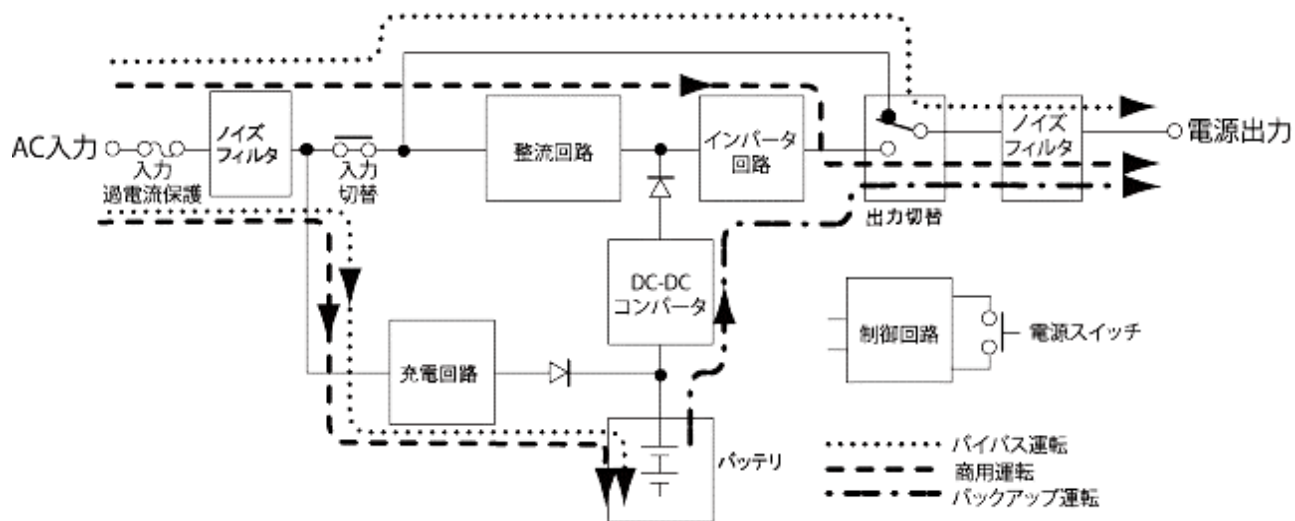 AC入力
入力
過電流保護
ノイズ
フィルタ
入力
切替
整流回路
インバータ
回路
出力切替
ノイズ
フィルタ
電源出力
DC-DC
コンバータ
充電回路
バッテリ
制御回路
電源スイッチ
バイパス運転
商用運転
バックアップ運転